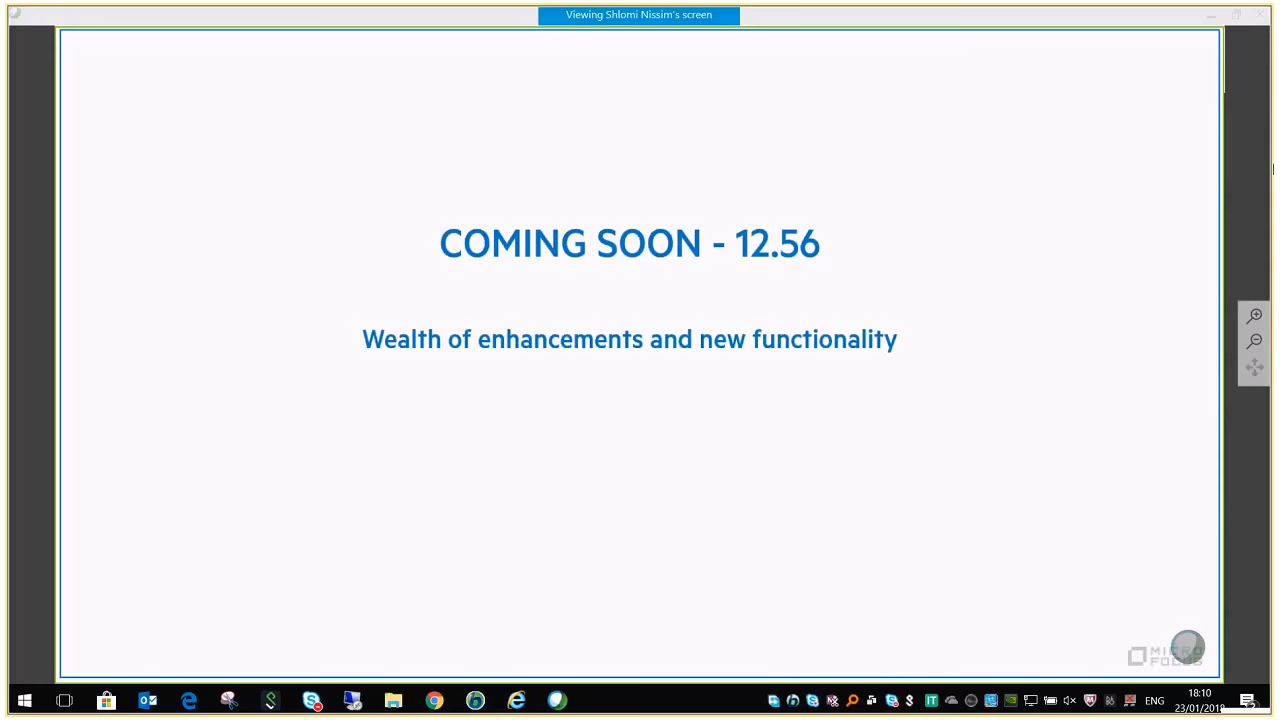 Viewing Shlomi Nissim's screen
COMING SOON - 12.56
Wealth of enhancements and new functionality
MICRO
FOCUS
ENG
18:10
23/01/2018